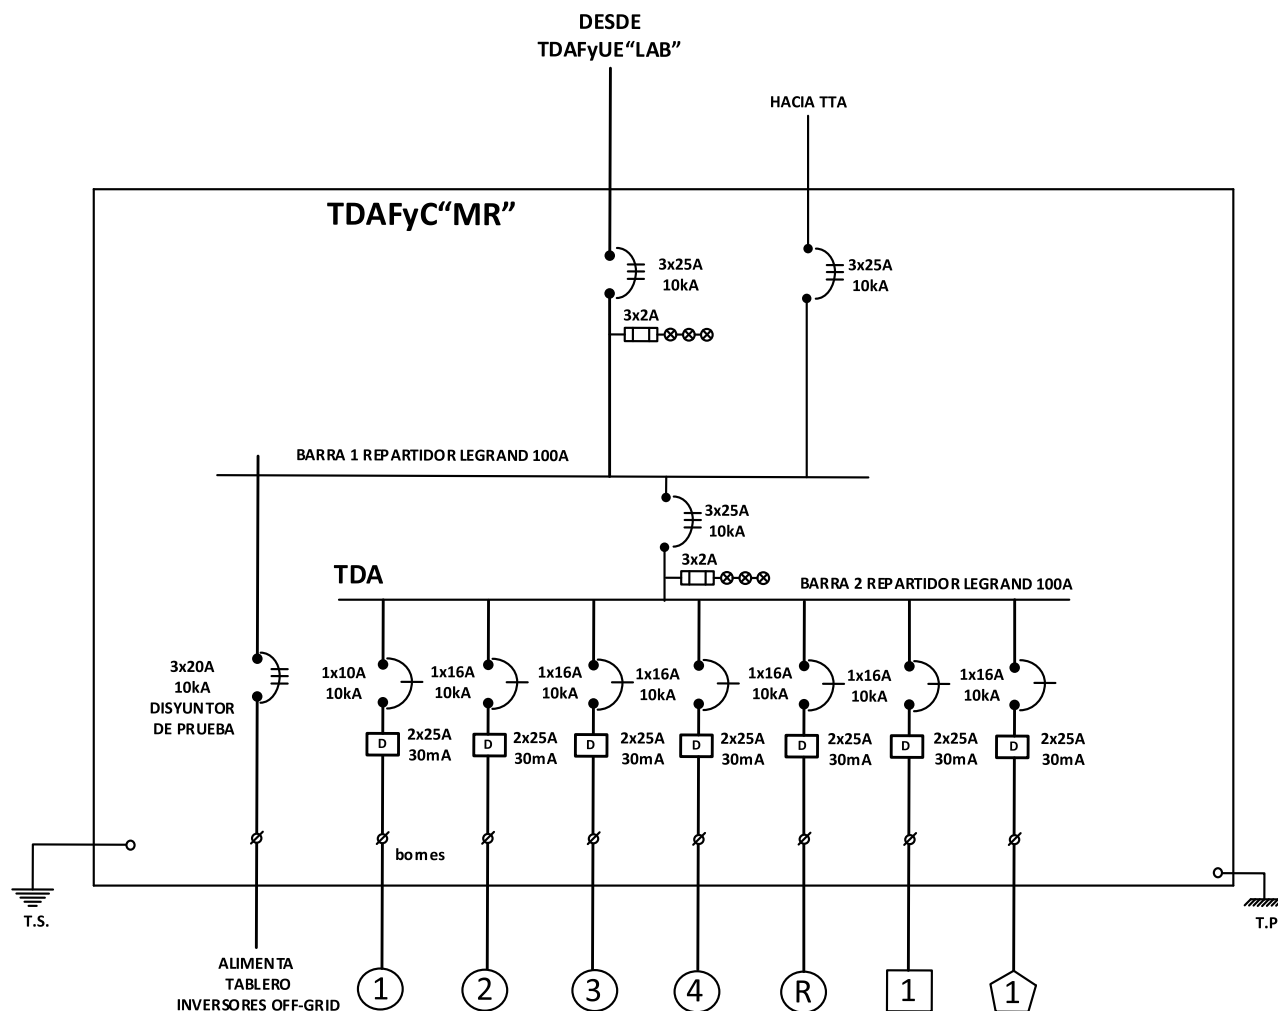 DESDE
TDAFyUE“LAB”
HACIA TTA
TDAFyC“MR”
3x25A
10kA
3x25A
10kA
3x2A
BARRA 1 REPARTIDOR LEGRAND 100A
3x25A
10kA
3x2A
TDA
BARRA 2 REPARTIDOR LEGRAND 100A
3x20A
10kA
DISYUNTOR
DE PRUEBA
1x10A
10kA
1x16A
10kA
1x16A
10kA
1x16A
10kA
1x16A
10kA
1x16A
10kA
1x16A
10kA
D
2x25A
30mA
D
2x25A
30mA
D
2x25A
30mA
D
2x25A
30mA
D
2x25A
30mA
D
2x25A
30mA
D
2x25A
30mA
bornes
T.S.
T.P
ALIMENTA
TABLERO
INVERSORES OFF-GRID
1
2
3
4
R
1
1